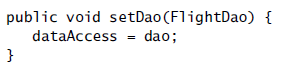 public void setDao(FlightDao) {
   dataAccess = dao;
}